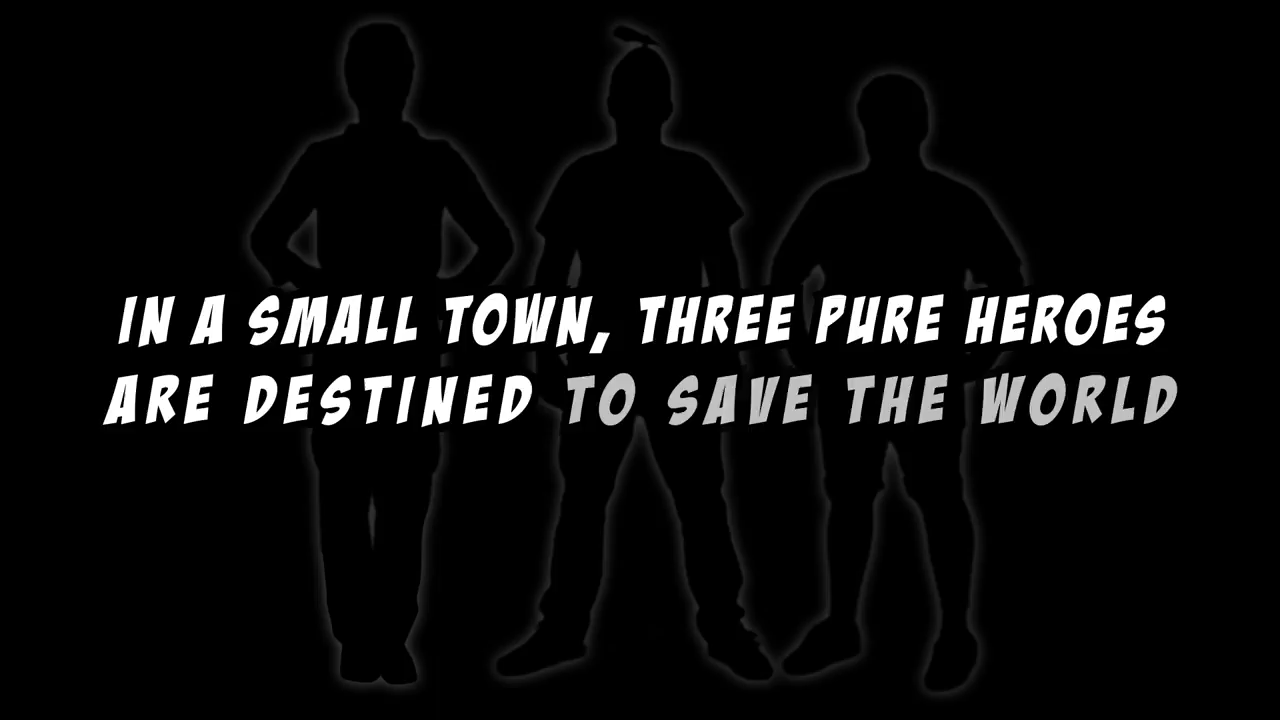 IN A SMALL TOWN, THREE PURE HEROES
ARE DESTINED TO SAVE THE WORLD